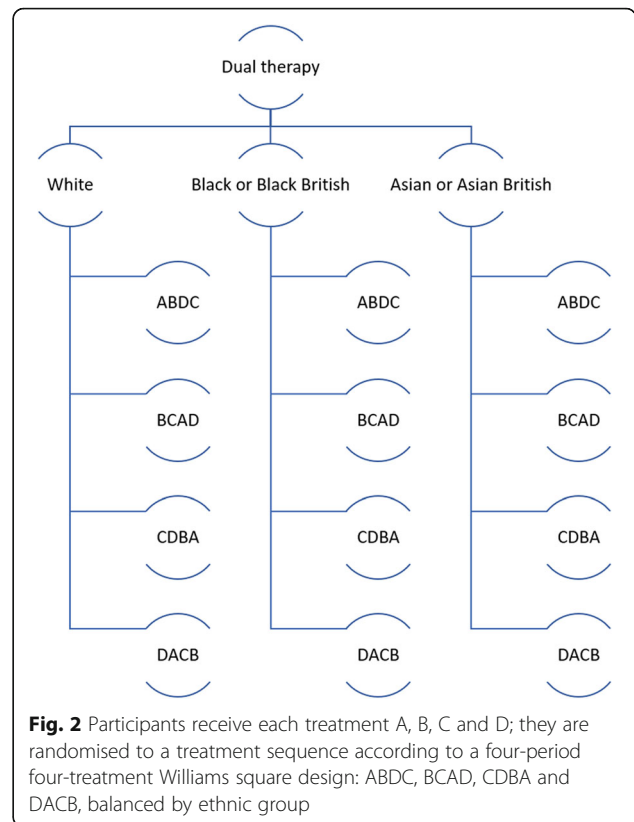 Dual therapy
White
Black or Black British
Asian or Asian British
ABDC
ABDC
ABDC
BCAD
BCAD
BCAD
CDBA
CDBA
CDBA
DACB
DACB
DACB
Fig. 2 Participants receive each treatment A, B, C and D; they are
randomised to a treatment sequence according to a four-period
four-treatment Williams square design: ABDC, BCAD, CDBA and
DACB, balanced by ethnic group